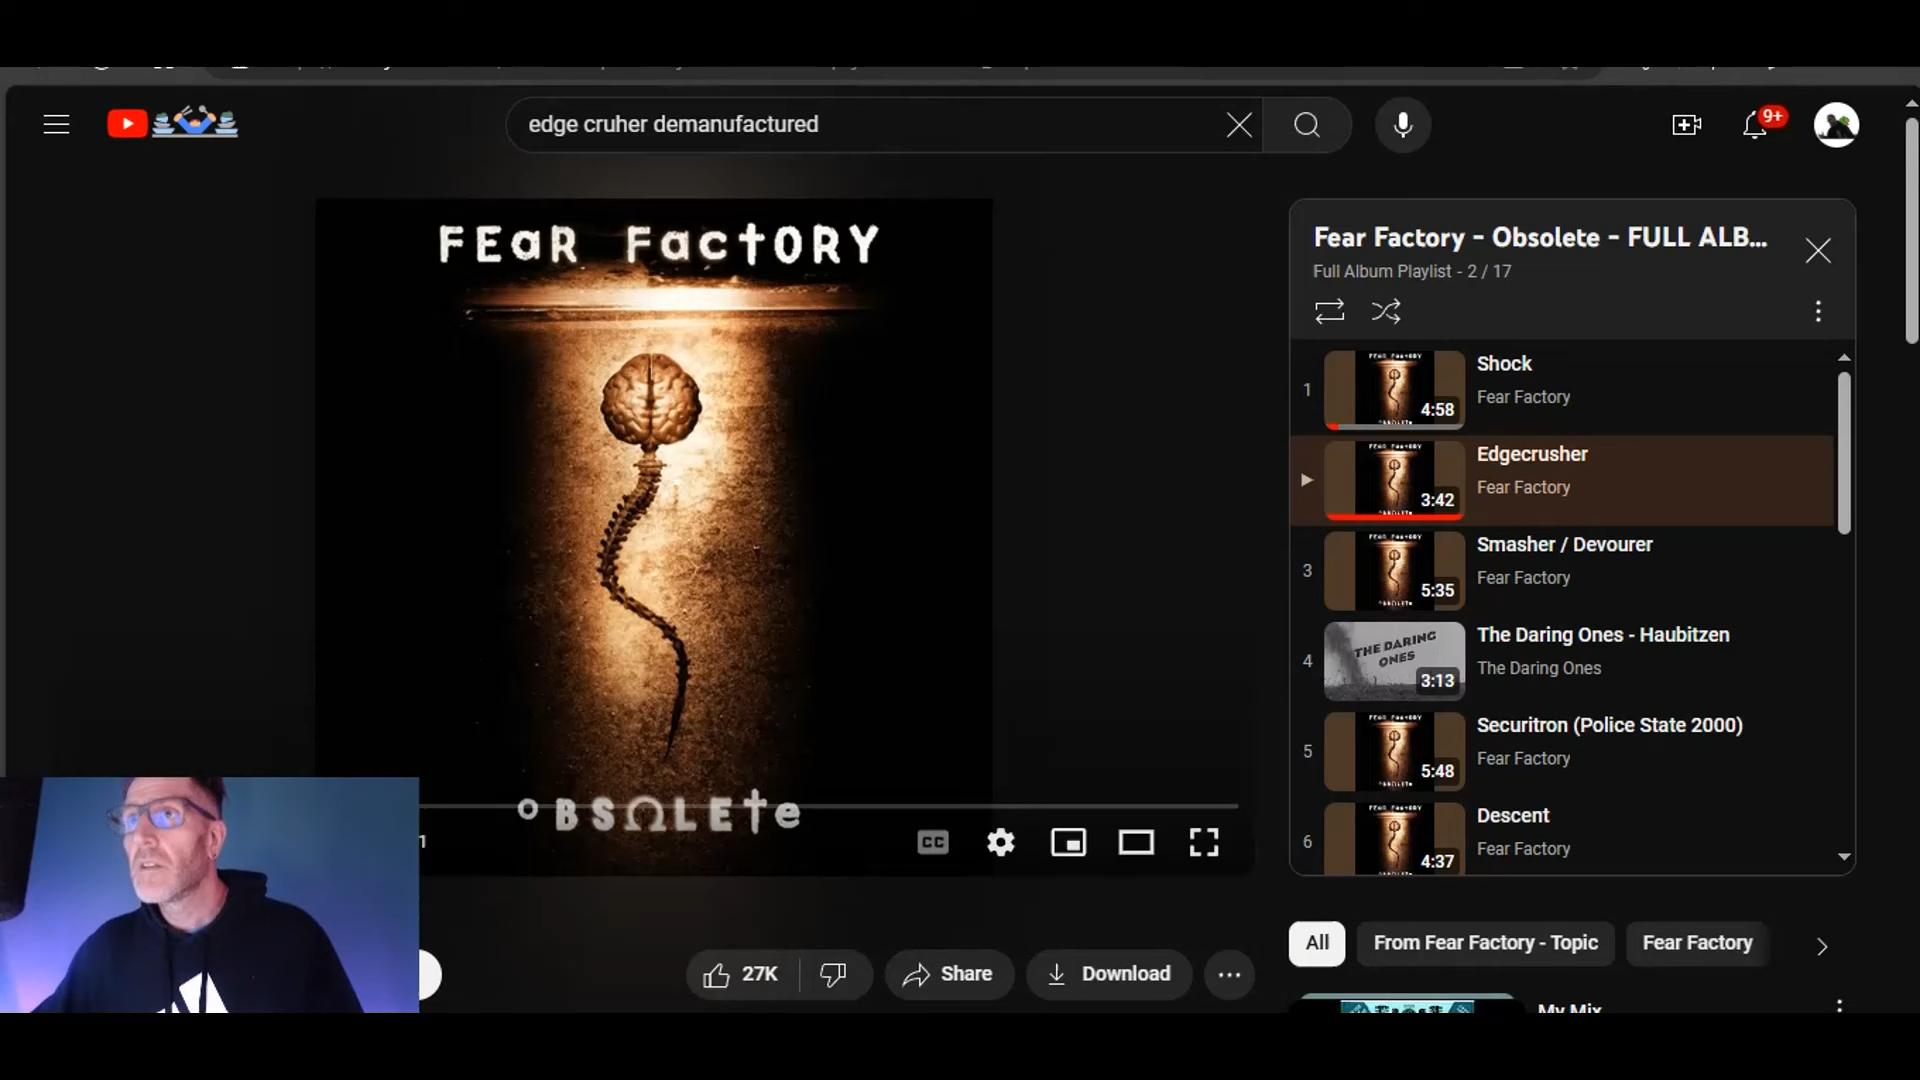 edge cruher demanufactured
9+
FEaR FactORY
OBSΩLEte
1
CC
27K
Share
Download
Fear Factory - Obsolete - FULL ALB...
Full Album Playlist - 2 / 17
1
4:58
Shock
Fear Factory
3:42
Edgecrusher
Fear Factory
3
5:35
Smasher / Devourer
Fear Factory
4
THE DARING
ONES
3:13
The Daring Ones - Haubitzen
The Daring Ones
5
5:48
Securitron (Police State 2000)
Fear Factory
6
4:37
Descent
Fear Factory
All
From Fear Factory - Topic
Fear Factory
My Mix